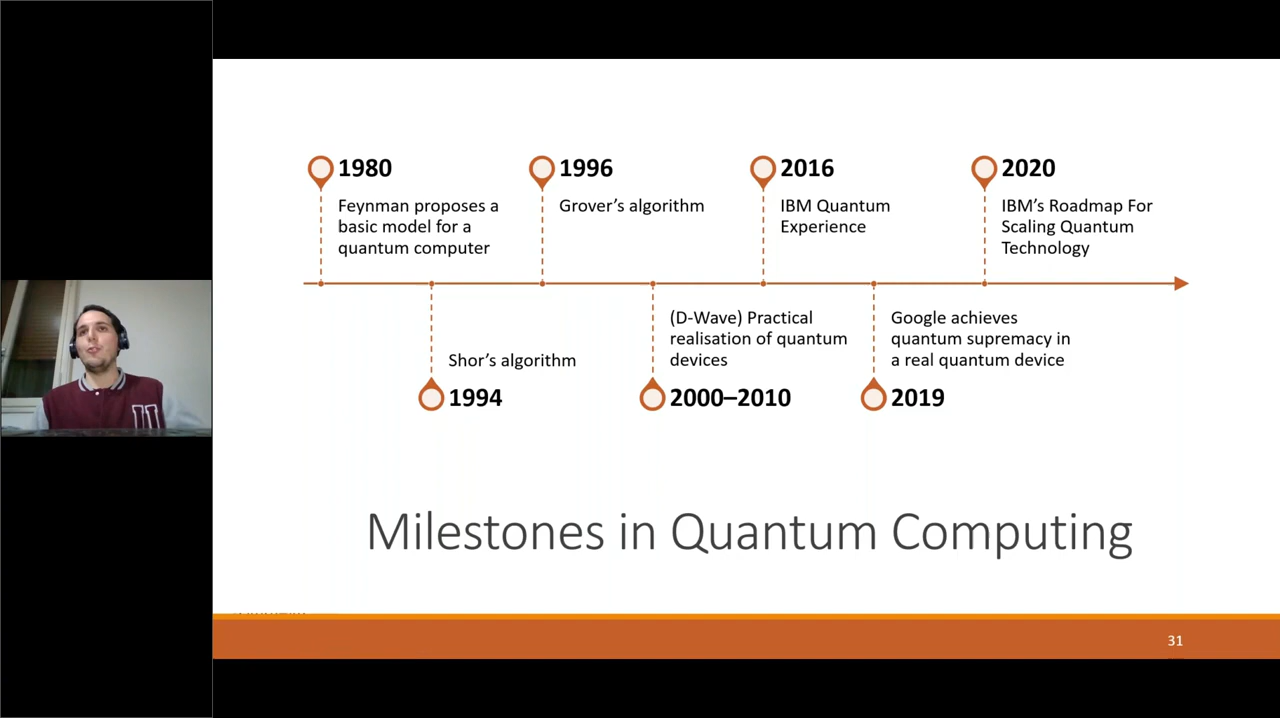 1980
Feynman proposes a
basic model for a
quantum computer
1996
Grover’s algorithm
2016
IBM Quantum
Experience
2020
IBM’s Roadmap For
Scaling Quantum
Technology
Shor’s algorithm
1994
(D-Wave) Practical
realisation of quantum
devices
2000–2010
Google achieves
quantum supremacy in
a real quantum device
2019
Milestones in Quantum Computing
31